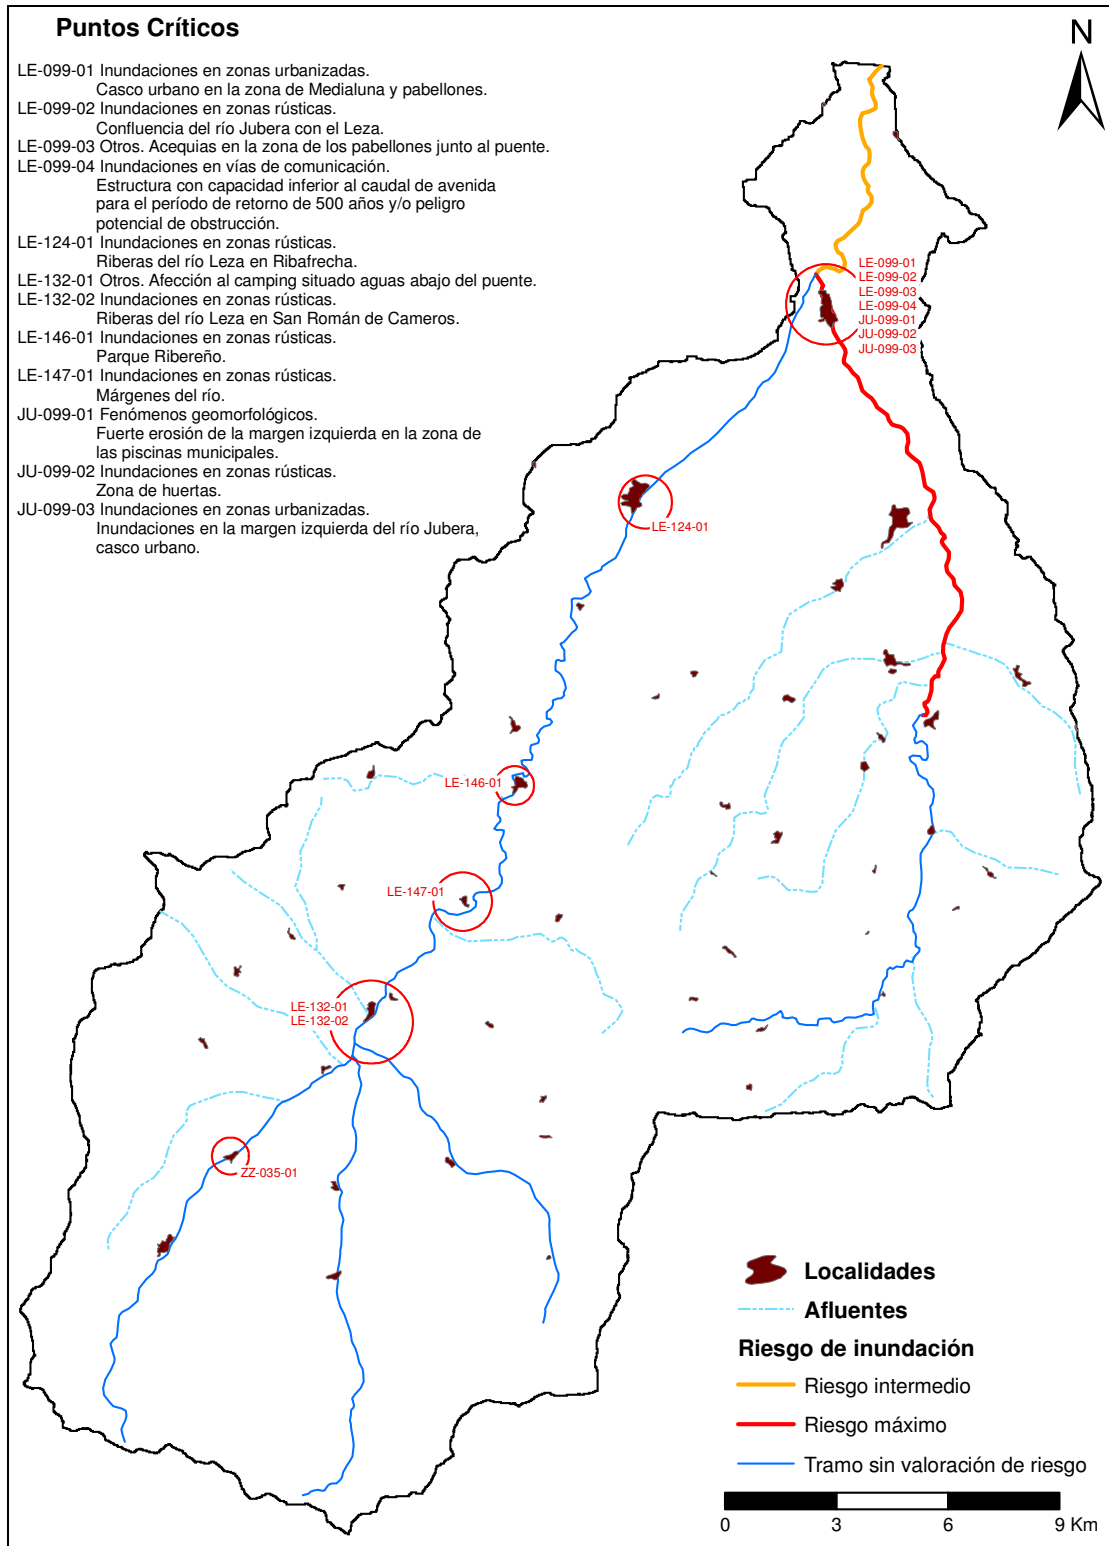 Puntos Críticos
LE-099-01 Inundaciones en zonas urbanizadas.
Casco urbano en la zona de Medialuna y pabellones.
LE-099-02 Inundaciones en zonas rústicas.
Confluencia del río Jubera con el Leza.
LE-099-03 Otros. Acequias en la zona de los pabellones junto al puente.
LE-099-04 Inundaciones en vías de comunicación.
Estructura con capacidad inferior al caudal de avenida
para el período de retorno de 500 años y/o peligro
potencial de obstrucción.
LE-124-01 Inundaciones en zonas rústicas.
Riberas del río Leza en Ribafrecha.
LE-132-01 Otros. Afección al camping situado aguas abajo del puente.
LE-132-02 Inundaciones en zonas rústicas.
Riberas del río Leza en San Román de Cameros.
LE-146-01 Inundaciones en zonas rústicas.
Parque Ribereño.
LE-147-01 Inundaciones en zonas rústicas.
Márgenes del río.
JU-099-01 Fenómenos geomorfológicos.
Fuerte erosión de la margen izquierda en la zona de
las piscinas municipales.
JU-099-02 Inundaciones en zonas rústicas.
Zona de huertas.
JU-099-03 Inundaciones en zonas urbanizadas.
Inundaciones en la margen izquierda del río Jubera,
casco urbano.
N
LE-099-01
LE-099-02
LE-099-03
LE-099-04
JU-099-01
JU-099-02
JU-099-03
LE-124-01
LE-146-01
LE-147-01
LE-132-01
LE-132-02
ZZ-035-01
Localidades
Afluentes
Riesgo de inundación
Riesgo intermedio
Riesgo máximo
Tramo sin valoración de riesgo
0 3 6 9 Km